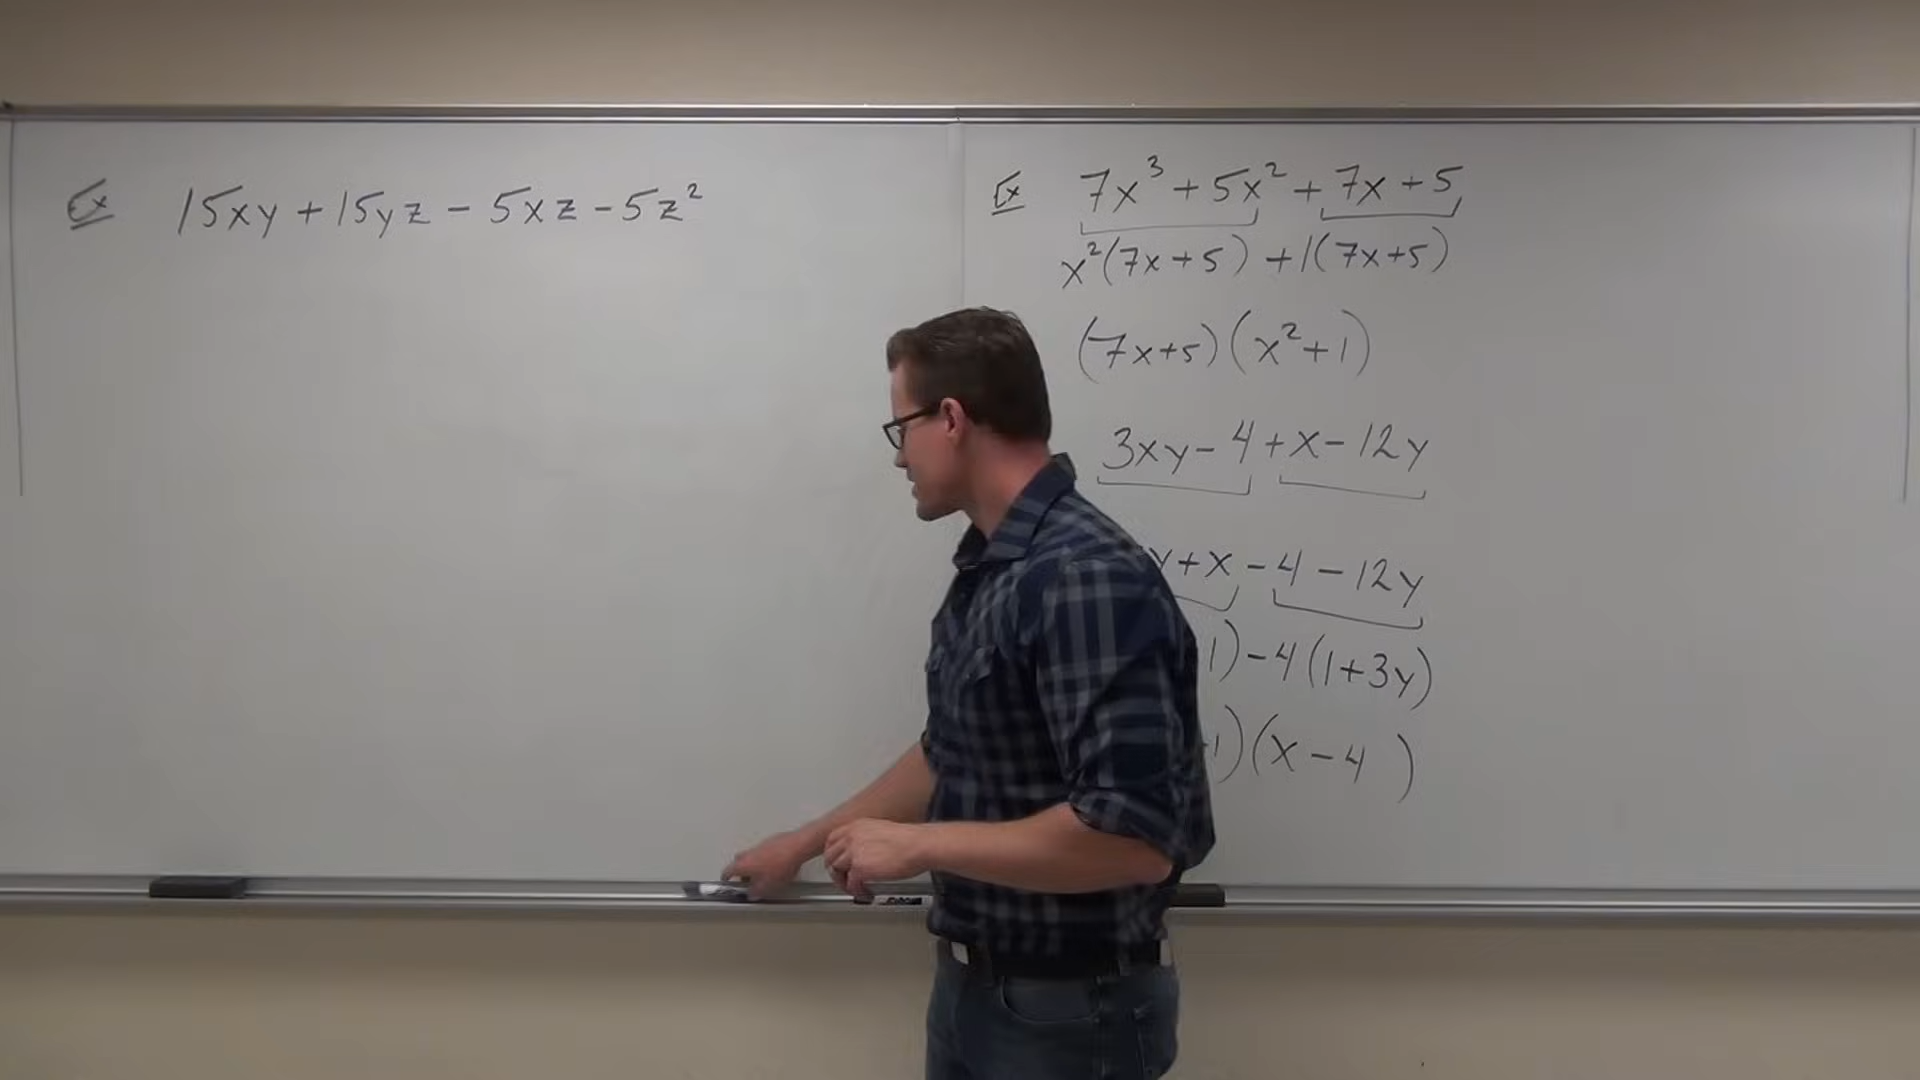 Ex 15xy + 15yz - 5xz - 5z²
Ex 7x³ + 5x² + 7x + 5
x²(7x + 5) + 1(7x+5)
(7x+5)(x²+1)
3xy - 4 + x - 12y
y + x - 4 - 12y
1) - 4(1+3y)
1)(x - 4 )